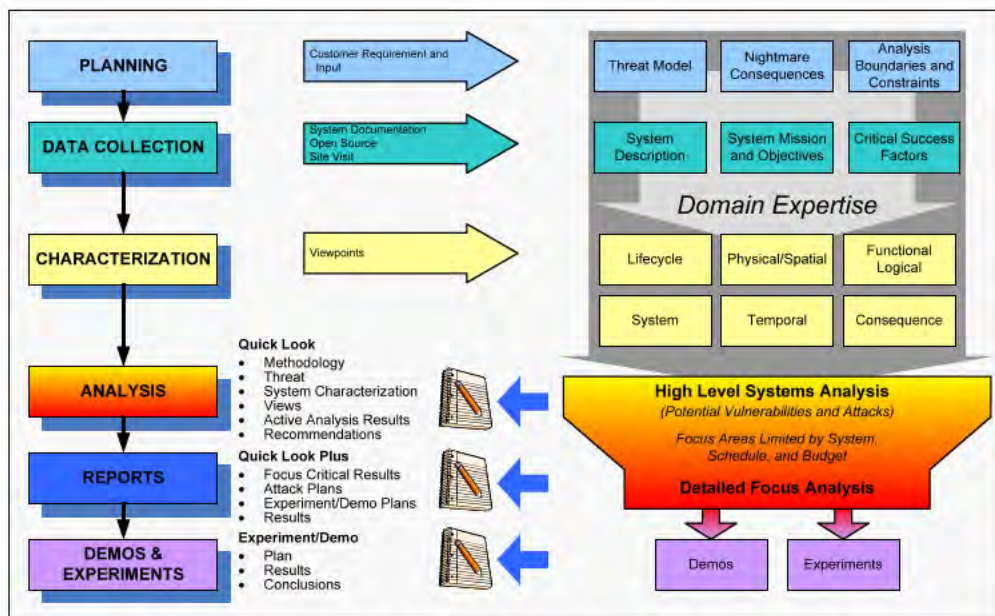 PLANNING
Customer Requirement and
Input
Threat Model
Nightmare
Consequences
Analysis
Boundaries and
Constraints
DATA COLLECTION
System Documentation
Open Source
Site Visit
System
Description
System Mission
and Objectives
Critical Success
Factors
Domain Expertise
CHARACTERIZATION
Viewpoints
Lifecycle
Physical/Spatial
Functional
Logical
System
Temporal
Consequence
ANALYSIS
Quick Look
• Methodology
• Threat
• System Characterization
• Views
• Active Analysis Results
• Recommendations
High Level Systems Analysis
(Potential Vulnerabilities and Attacks)
Focus Areas Limited by System,
Schedule, and Budget
Detailed Focus Analysis
REPORTS
Quick Look Plus
• Focus Critical Results
• Attack Plans
• Experiment/Demo Plans
• Results
DEMOS &
EXPERIMENTS
Experiment/Demo
• Plan
• Results
• Conclusions
Demos
Experiments